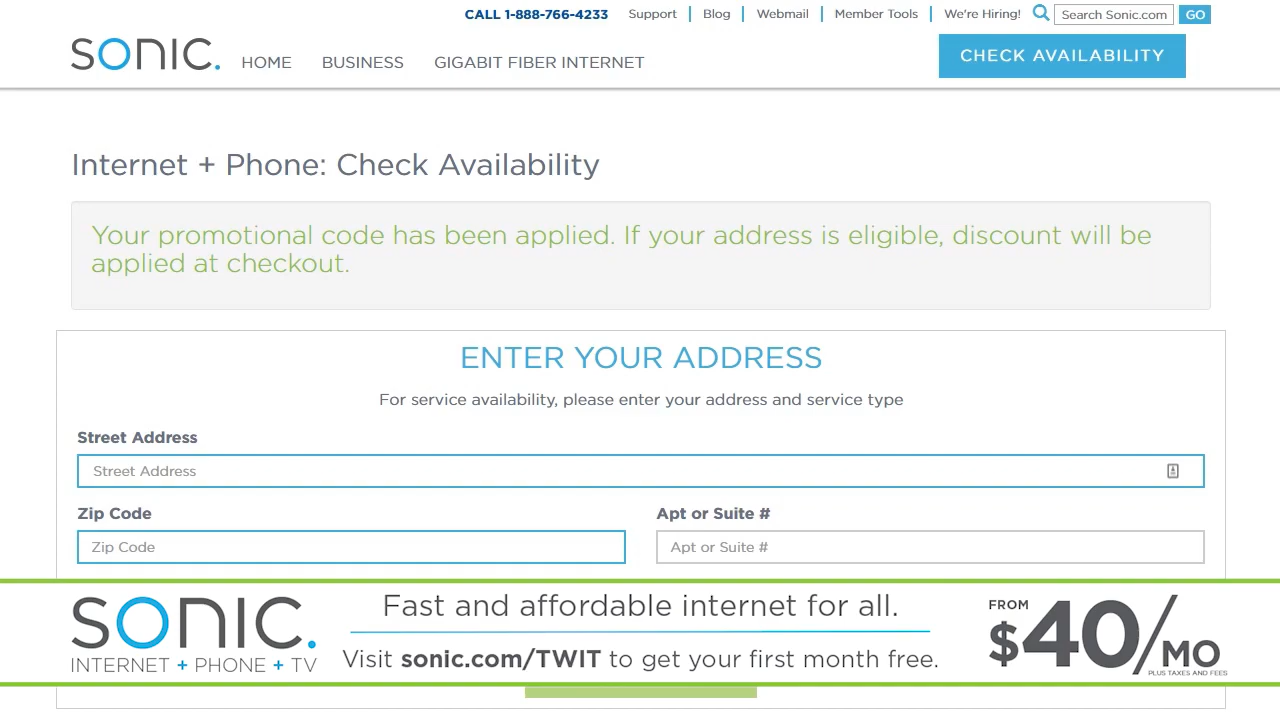 CALL 1-888-766-4233 Support Blog Webmail Member Tools We're Hiring! Search Sonic.com GO
SONIC. HOME BUSINESS GIGABIT FIBER INTERNET CHECK AVAILABILITY
Internet + Phone: Check Availability
Your promotional code has been applied. If your address is eligible, discount will be
applied at checkout.
ENTER YOUR ADDRESS
For service availability, please enter your address and service type
Street Address
Street Address
Zip Code Apt or Suite #
Zip Code Apt or Suite #
SONIC.
INTERNET + PHONE + TV
Fast and affordable internet for all.
Visit sonic.com/TWIT to get your first month free.
FROM
$40/MO
PLUS TAXES AND FEES